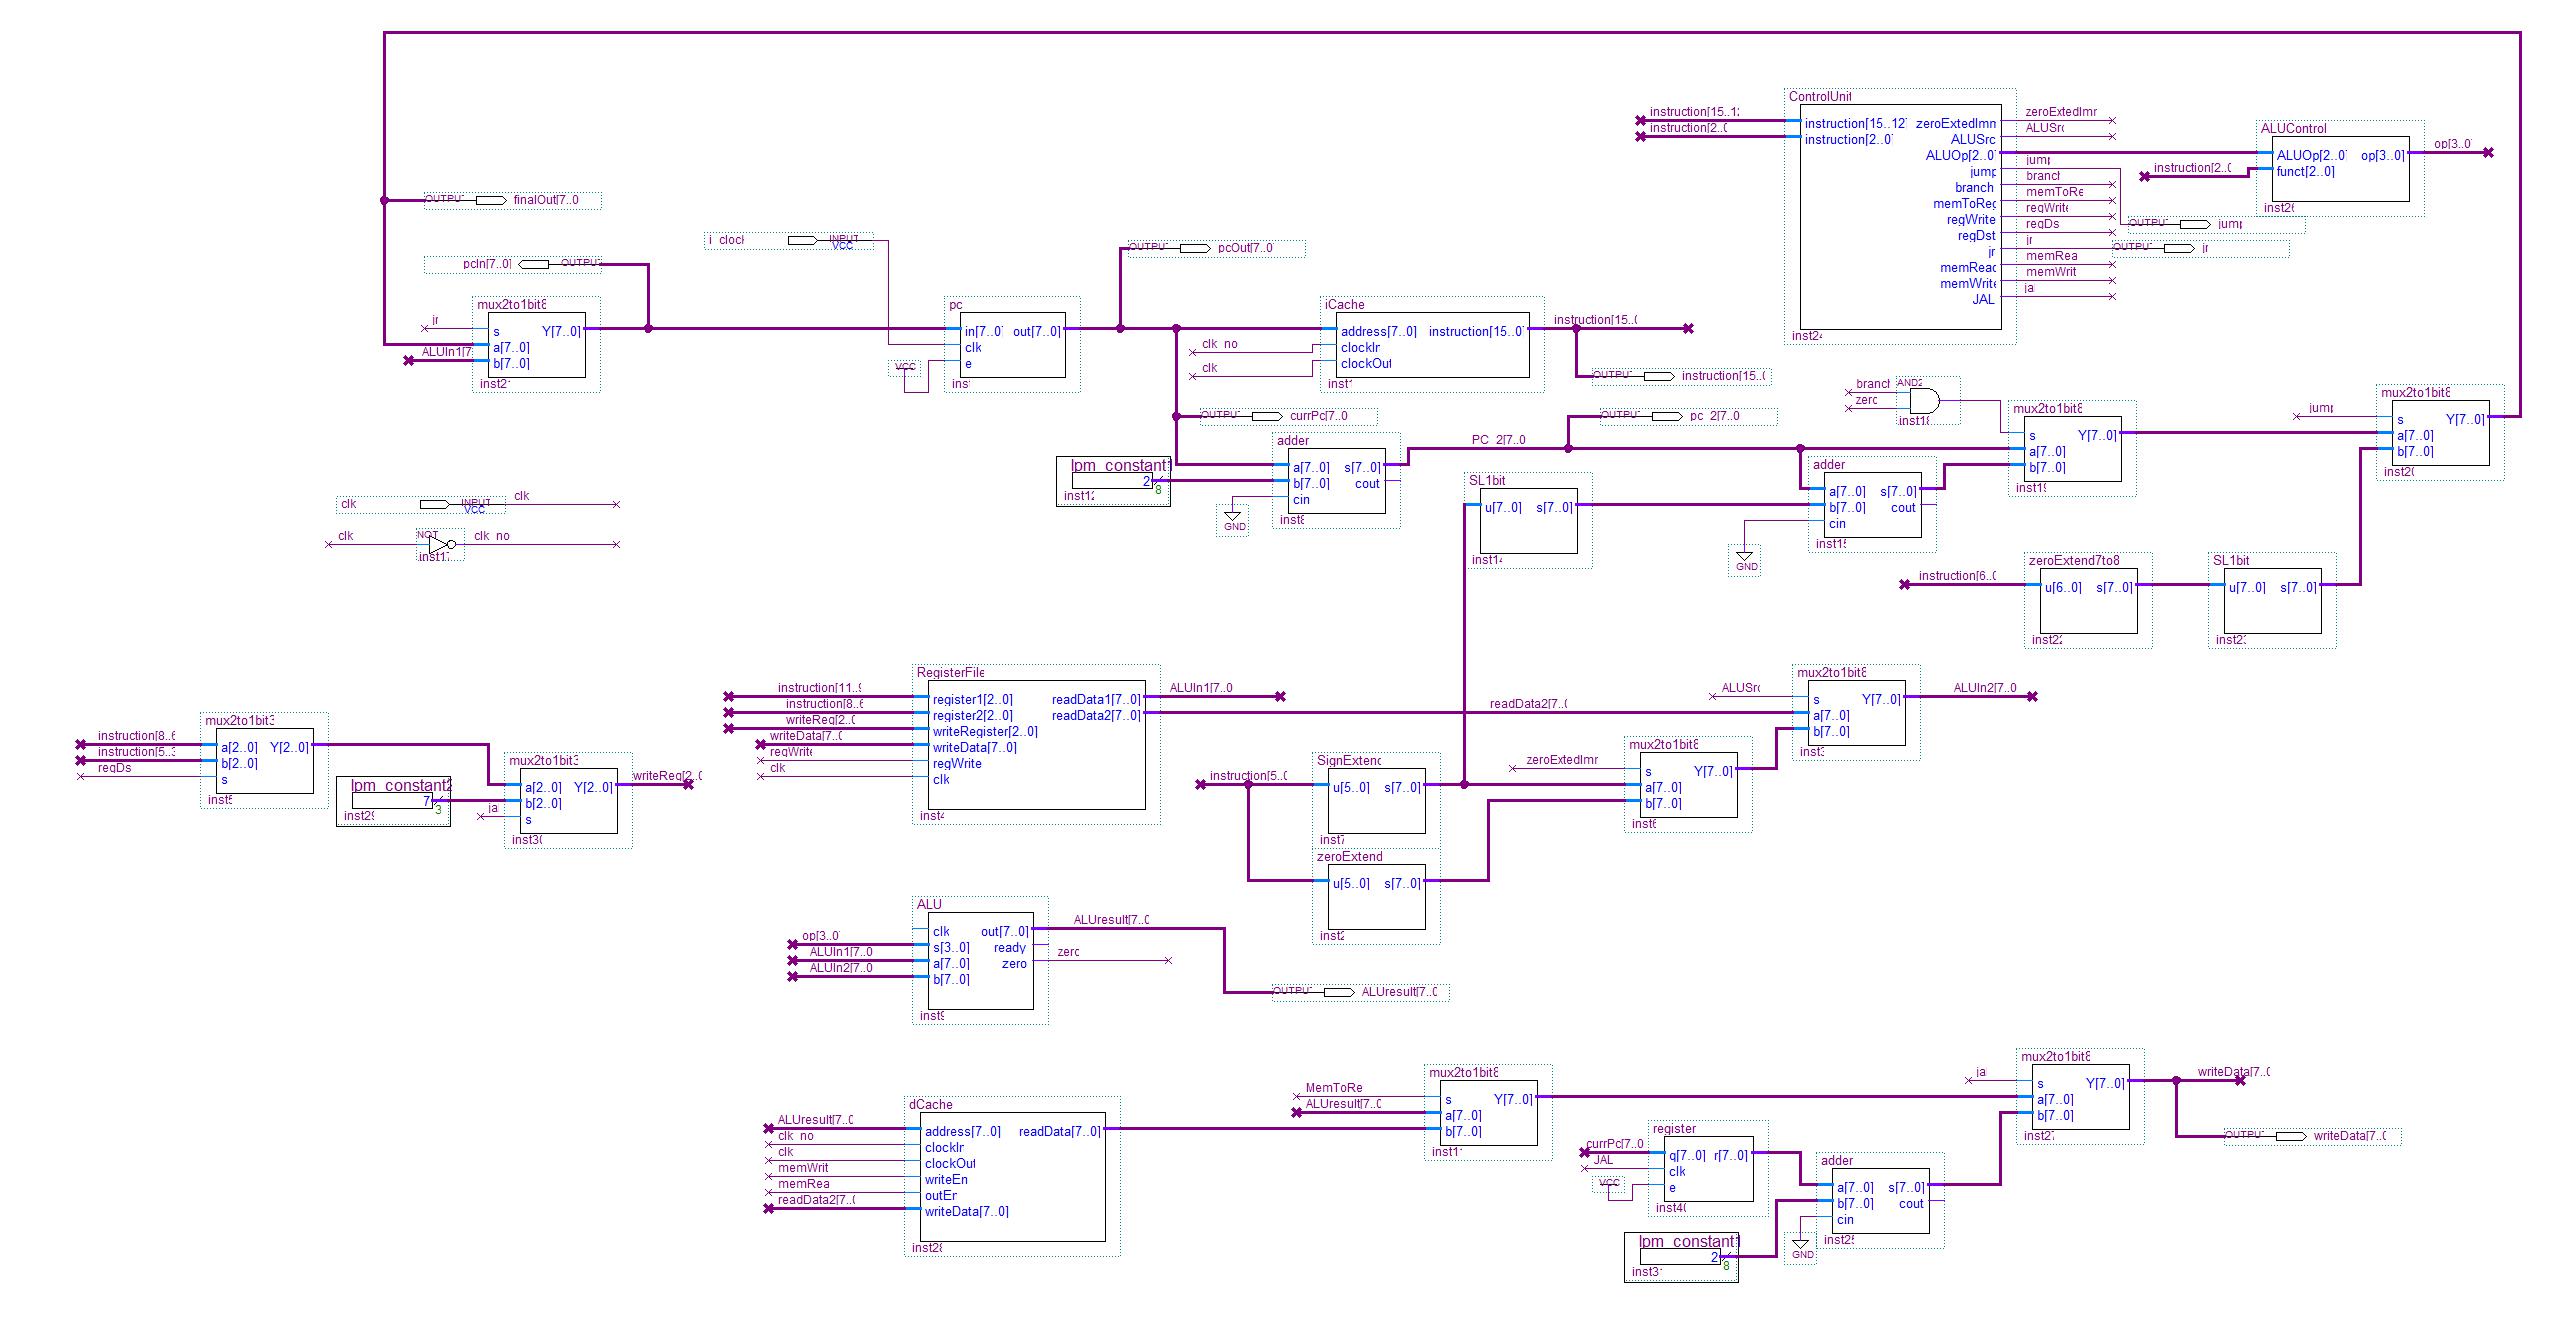 finalOut[7..0
OUTPUT
pcIn[7..0]
OUTPUT
mux2to1bit8
jr
s
Y[7..0]
a[7..0]
ALUIn1[7
b[7..0]
inst2
i_clock
INPUT
VCC
pc
in[7..0]
out[7..0]
clk
e
VCC
inst
OUTPUT
pcOut[7..0
iCache
address[7..0]
instruction[15..0]
clockIn
clockOut
clk_no
clk
inst1
instruction[15..0
OUTPUT
instruction[15..0
OUTPUT
currPc[7..0
adder
a[7..0]
s[7..0]
b[7..0]
cout
cin
inst8
lpm_constant1
2
8
inst12
GND
PC_2[7..0
OUTPUT
pc_2[7..0
ControlUnit
instruction[15..12
instruction[2..0
instruction[15..12]
instruction[2..0]
zeroExtedImm
ALUSrc
ALUOp[2..0]
jump
branch
memToReg
regWrite
regDst
jr
memRead
memWrite
JAL
inst24
zeroExtedImm
ALUSrc
jump
branch
memToRe
regWrite
regDs
jr
memRea
memWrit
ja
OUTPUT
jump
OUTPUT
jr
ALUControl
ALUOp[2..0]
op[3..0]
funct[2..0]
instruction[2..0
op[3..0
inst26
branch
zero
AND2
inst18
mux2to1bit8
s
Y[7..0]
a[7..0]
b[7..0]
inst19
jump
mux2to1bit8
s
Y[7..0]
a[7..0]
b[7..0]
inst20
SL1bit
u[7..0]
s[7..0]
inst14
adder
a[7..0]
s[7..0]
b[7..0]
cout
cin
inst15
GND
instruction[6..0
zeroExtend7to8
u[6..0]
s[7..0]
inst22
SL1bit
u[7..0]
s[7..0]
inst23
clk
INPUT
VCC
clk
clk
NOT
clk_no
inst17
mux2to1bit3
instruction[8..6
instruction[5..3
regDs
a[2..0]
Y[2..0]
b[2..0]
s
inst5
lpm_constant2
7
3
inst29
ja
mux2to1bit3
a[2..0]
Y[2..0]
b[2..0]
s
inst30
writeReg[2..0
RegisterFile
instruction[11..9
instruction[8..6
writeReg[2..0
writeData[7..0
regWrite
clk
register1[2..0]
readData1[7..0]
register2[2..0]
readData2[7..0]
writeRegister[2..0]
writeData[7..0]
regWrite
clk
inst4
ALUIn1[7..0
readData2[7..0
ALUSrc
mux2to1bit8
s
Y[7..0]
a[7..0]
b[7..0]
inst3
ALUIn2[7..0
instruction[5..0
SignExtend
u[5..0]
s[7..0]
inst7
zeroExtend
u[5..0]
s[7..0]
inst2
zeroExtedImm
mux2to1bit8
s
Y[7..0]
a[7..0]
b[7..0]
inst6
ALU
op[3..0
ALUIn1[7..0
ALUIn2[7..0
clk
out[7..0]
s[3..0]
ready
a[7..0]
zero
b[7..0]
inst9
ALUresult[7..0
zero
OUTPUT
ALUresult[7..0
dCache
ALUresult[7..0
clk_no
clk
memWrit
memRea
readData2[7..0
address[7..0]
readData[7..0]
clockIn
clockOut
writeEn
outEn
writeData[7..0]
inst28
MemToRe
ALUresult[7..0
mux2to1bit8
s
Y[7..0]
a[7..0]
b[7..0]
inst1
currPc[7..0
JAL
VCC
register
q[7..0]
r[7..0]
clk
e
inst40
lpm_constant1
2
8
inst3
adder
a[7..0]
s[7..0]
b[7..0]
cout
cin
inst25
GND
ja
mux2to1bit8
s
Y[7..0]
a[7..0]
b[7..0]
inst27
writeData[7..0
OUTPUT
writeData[7..0